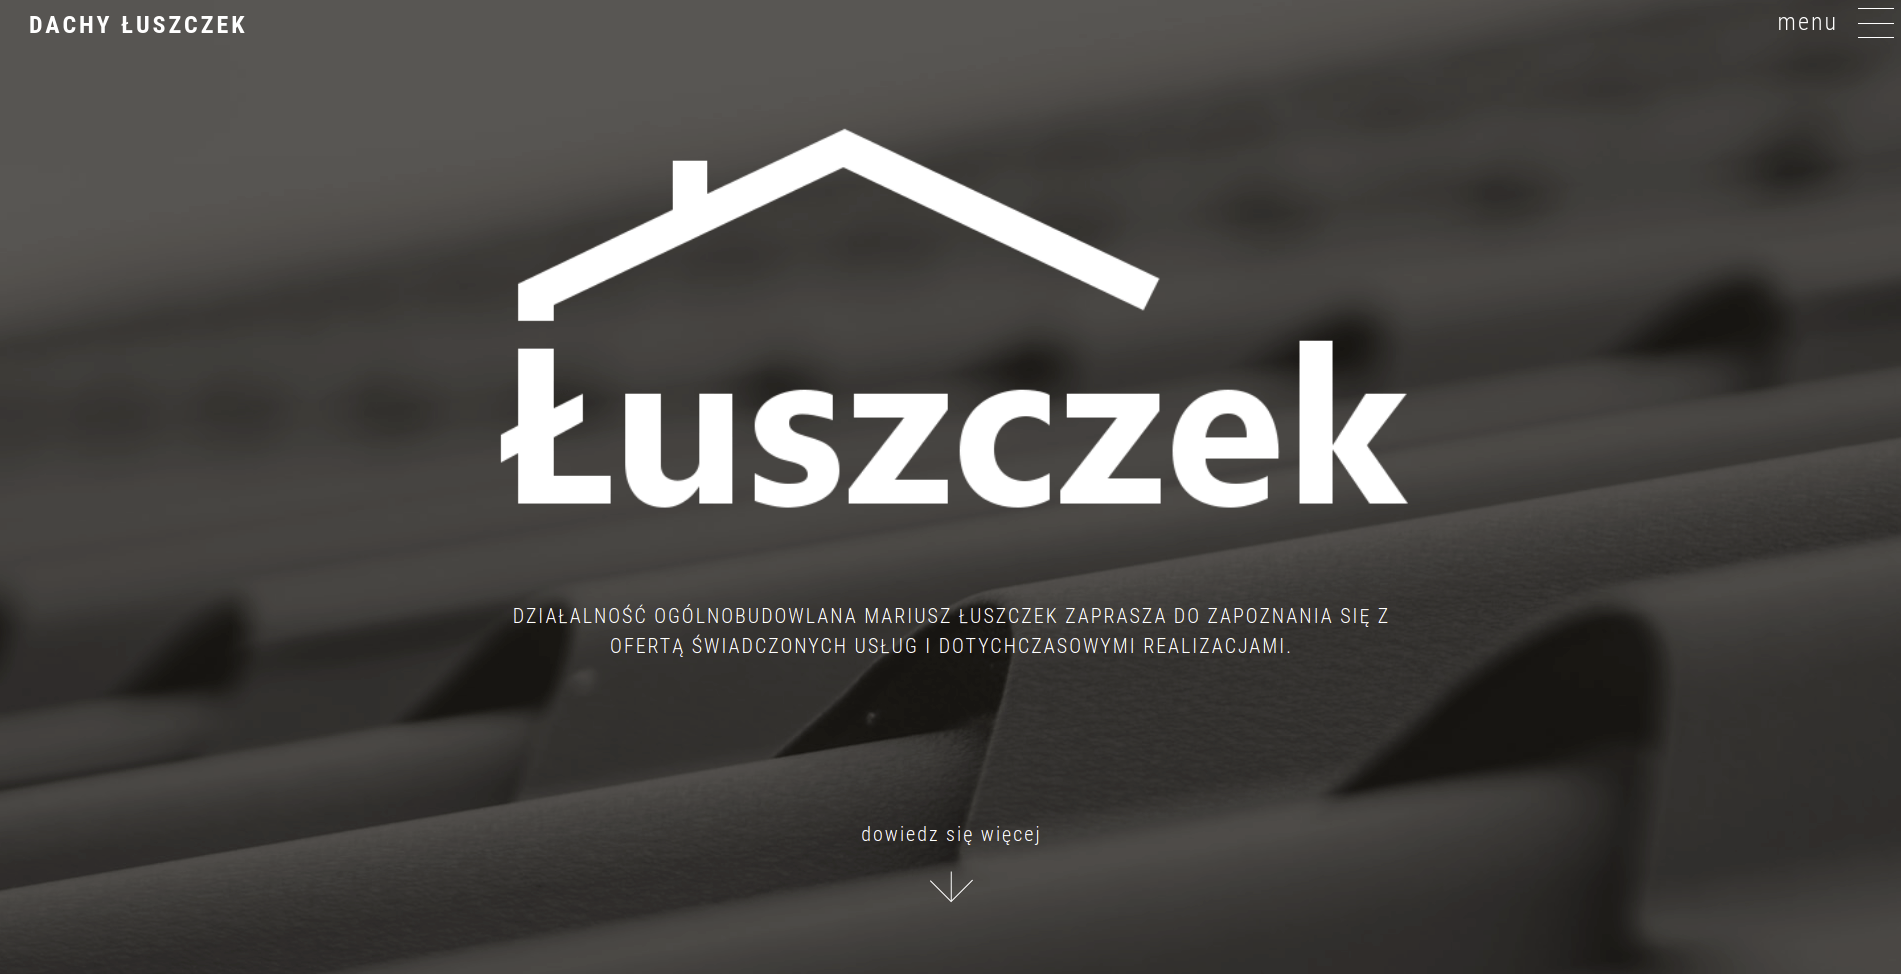 DACHY ŁUSZCZEK
menu
Łuszczek
DZIAŁALNOŚĆ OGÓLNOBUDOWLANA MARIUSZ ŁUSZCZEK ZAPRASZA DO ZAPOZNANIA SIĘ Z
OFERTĄ ŚWIADCZONYCH USŁUG I DOTYCHCZASOWYMI REALIZACJAMI.
dowiedz się więcej